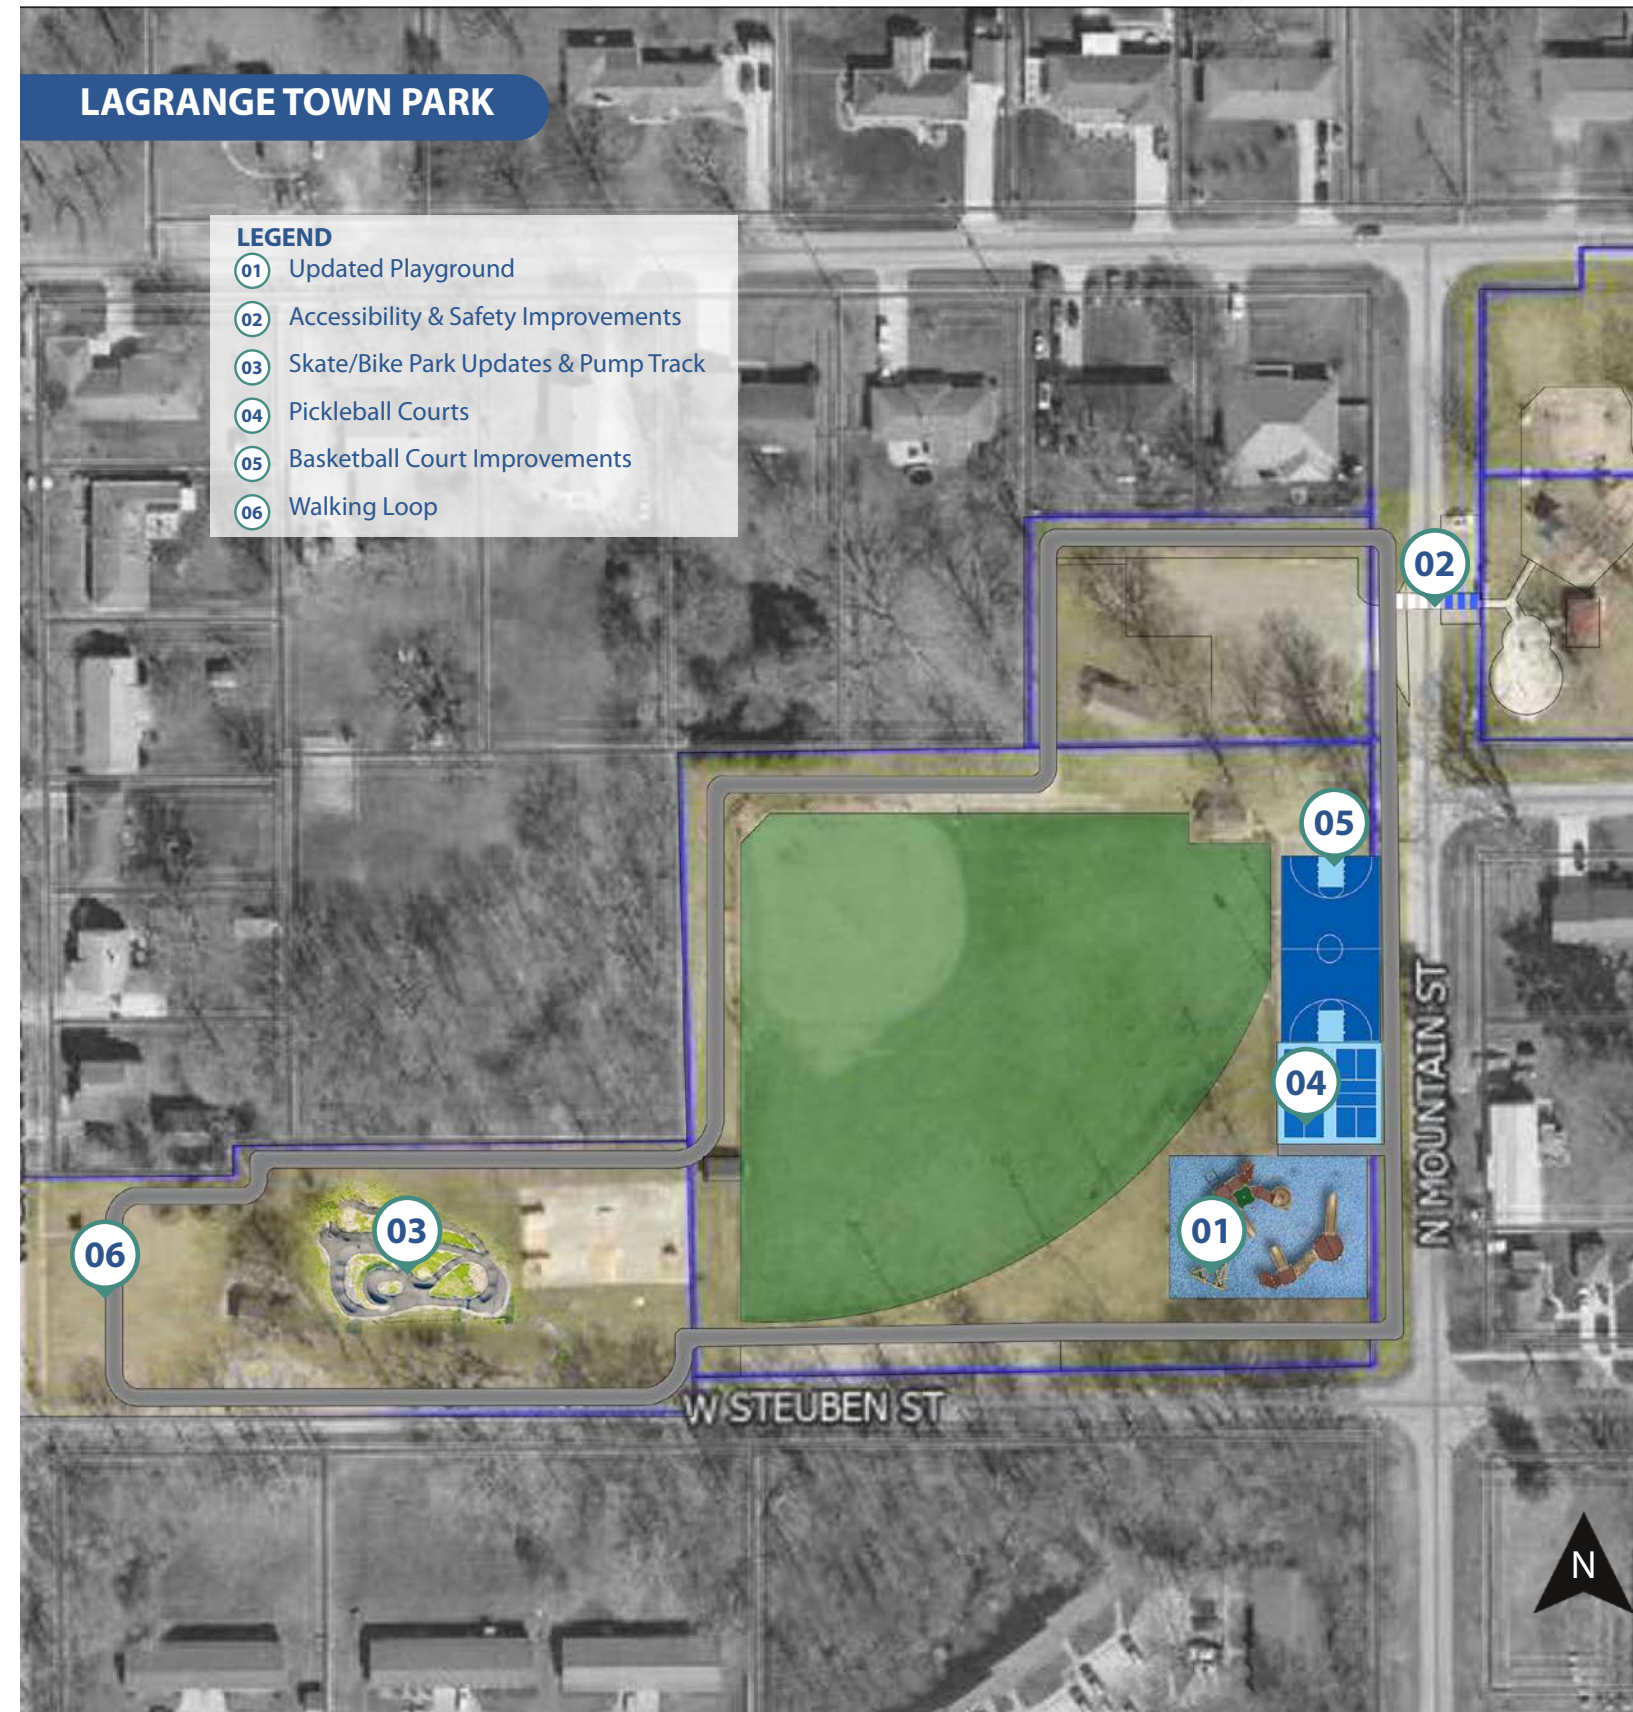 LAGRANGE TOWN PARK
LEGEND
01 Updated Playground
02 Accessibility & Safety Improvements
03 Skate/Bike Park Updates & Pump Track
04 Pickleball Courts
05 Basketball Court Improvements
06 Walking Loop
02
05
04
N MOUNTAIN ST
03
01
06
W STEUBEN ST
N